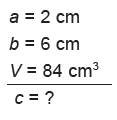 a = 2 cm
b = 6 cm
V = 84 cm³
c = ?